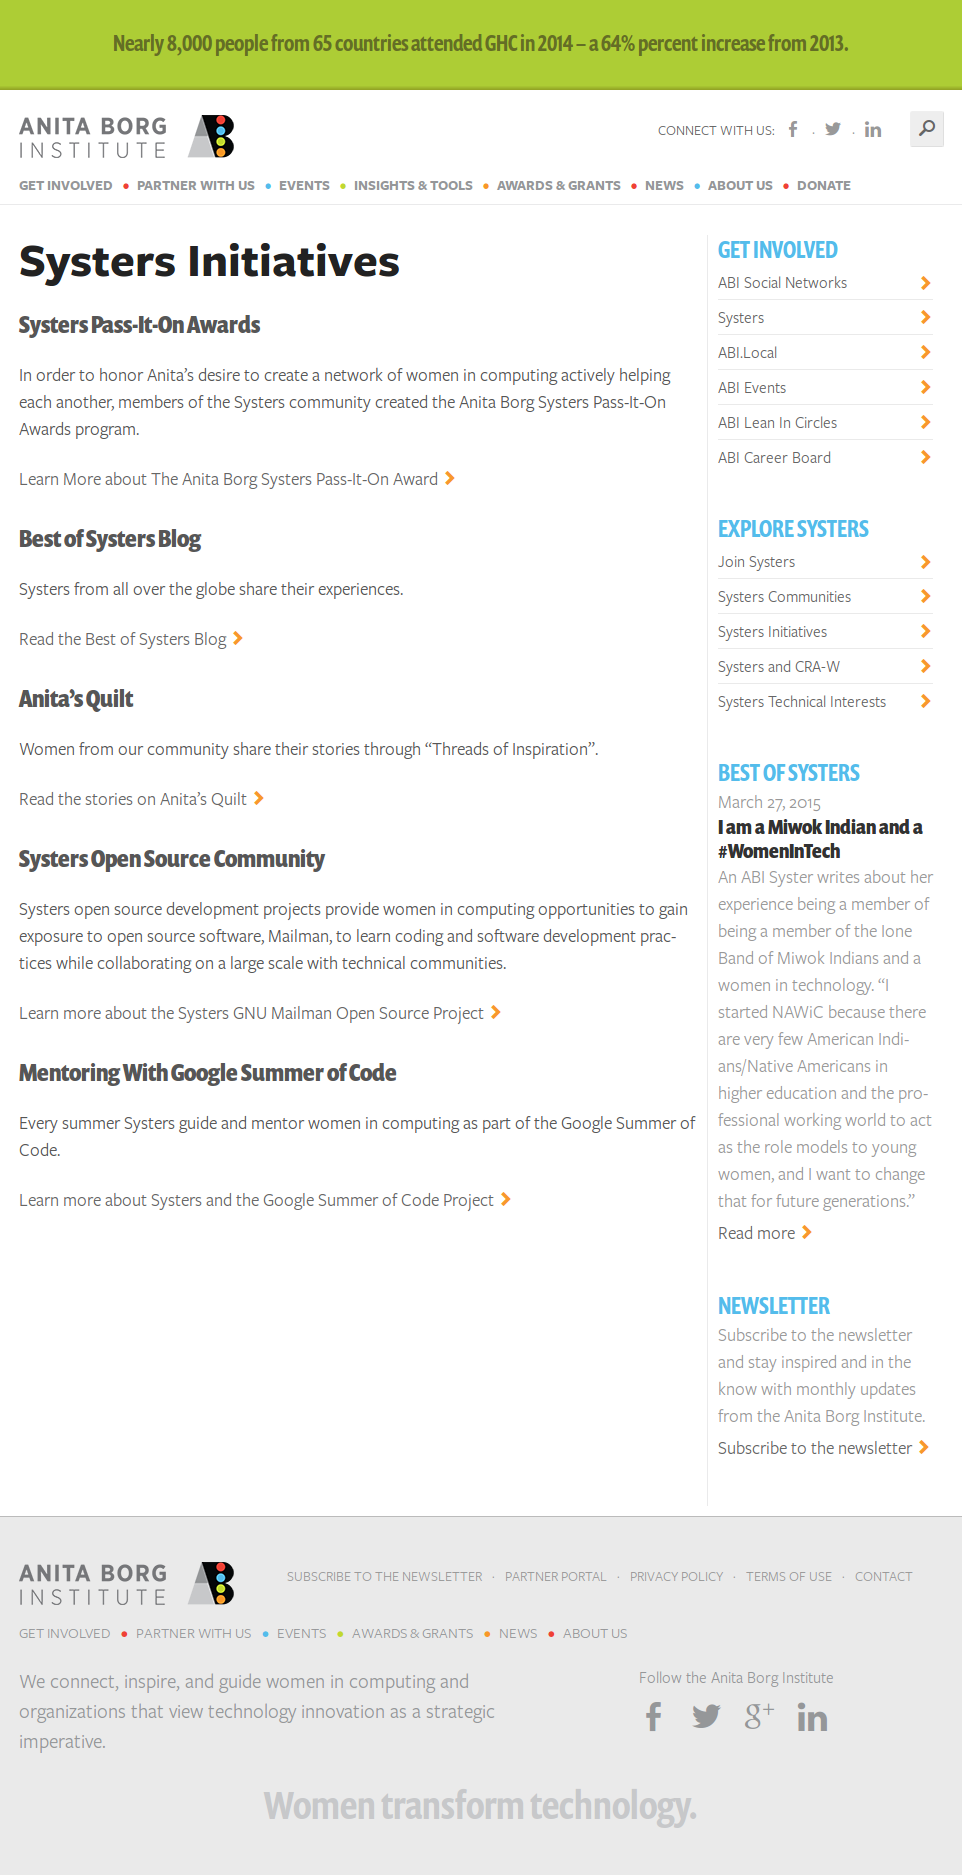 Nearly 8,000 people from 65 countries attended GHC in 2014 – a 64% percent increase from 2013.
ANITA BORG
INSTITUTE
CONNECT WITH US:
GET INVOLVED • PARTNER WITH US • EVENTS • INSIGHTS & TOOLS • AWARDS & GRANTS • NEWS • ABOUT US • DONATE
Systers Initiatives
Systers Pass-It-On Awards
In order to honor Anita’s desire to create a network of women in computing actively helping
each another, members of the Systers community created the Anita Borg Systers Pass-It-On
Awards program.
Learn More about The Anita Borg Systers Pass-It-On Award
Best of Systers Blog
Systers from all over the globe share their experiences.
Read the Best of Systers Blog
Anita’s Quilt
Women from our community share their stories through “Threads of Inspiration”.
Read the stories on Anita’s Quilt
Systers Open Source Community
Systers open source development projects provide women in computing opportunities to gain
exposure to open source software, Mailman, to learn coding and software development prac-
tices while collaborating on a large scale with technical communities.
Learn more about the Systers GNU Mailman Open Source Project
Mentoring With Google Summer of Code
Every summer Systers guide and mentor women in computing as part of the Google Summer of
Code.
Learn more about Systers and the Google Summer of Code Project
GET INVOLVED
ABI Social Networks
Systers
ABI.Local
ABI Events
ABI Lean In Circles
ABI Career Board
EXPLORE SYSTERS
Join Systers
Systers Communities
Systers Initiatives
Systers and CRA-W
Systers Technical Interests
BEST OF SYSTERS
March 27, 2015
I am a Miwok Indian and a
#WomenInTech
An ABI Syster writes about her
experience being a member of
being a member of the Ione
Band of Miwok Indians and a
women in technology. “I
started NAWiC because there
are very few American Indi-
ans/Native Americans in
higher education and the pro-
fessional working world to act
as the role models to young
women, and I want to change
that for future generations.”
Read more
NEWSLETTER
Subscribe to the newsletter
and stay inspired and in the
know with monthly updates
from the Anita Borg Institute.
Subscribe to the newsletter
ANITA BORG
INSTITUTE
SUBSCRIBE TO THE NEWSLETTER · PARTNER PORTAL · PRIVACY POLICY · TERMS OF USE · CONTACT
GET INVOLVED • PARTNER WITH US • EVENTS • AWARDS & GRANTS • NEWS • ABOUT US
We connect, inspire, and guide women in computing and
organizations that view technology innovation as a strategic
imperative.
Follow the Anita Borg Institute
Women transform technology.